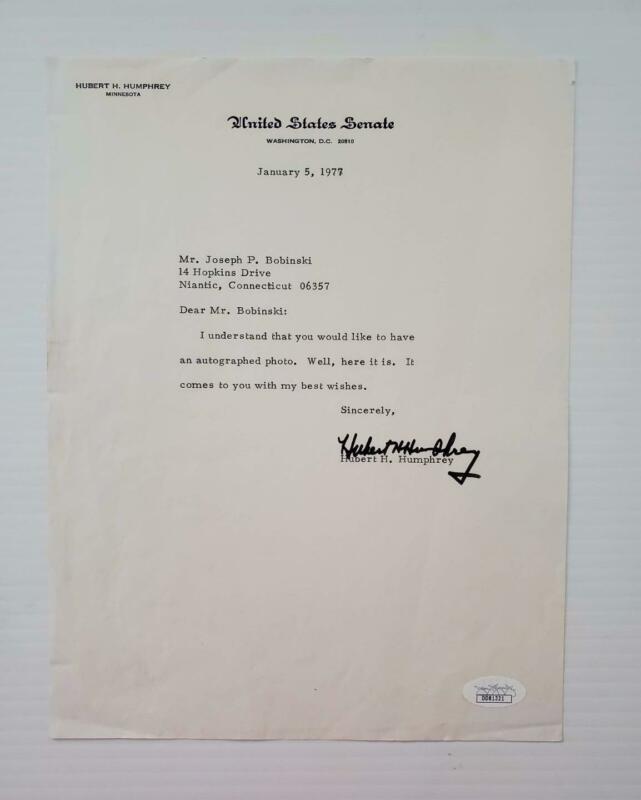 HUBERT H. HUMPHREY
MINNESOTA
United States Senate
WASHINGTON, D.C. 20510
January 5, 1977
Mr. Joseph P. Bobinski
14 Hopkins Drive
Niantic, Connecticut 06357
Dear Mr. Bobinski:
I understand that you would like to have
an autographed photo. Well, here it is. It
comes to you with my best wishes.
Sincerely,
Hubert H Humphrey
Hubert H. Humphrey